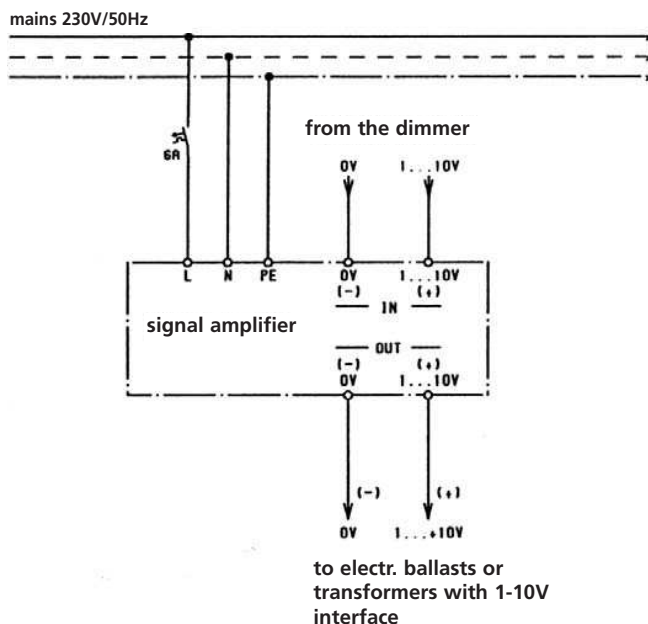 mains 230V/50Hz
from the dimmer
6A
0V 1...10V
L N PE 0V 1...10V
(-) (+)
IN
signal amplifier
OUT
(-) (+)
0V 1...10V
(-) (+)
0V 1...+10V
to electr. ballasts or
transformers with 1-10V
interface